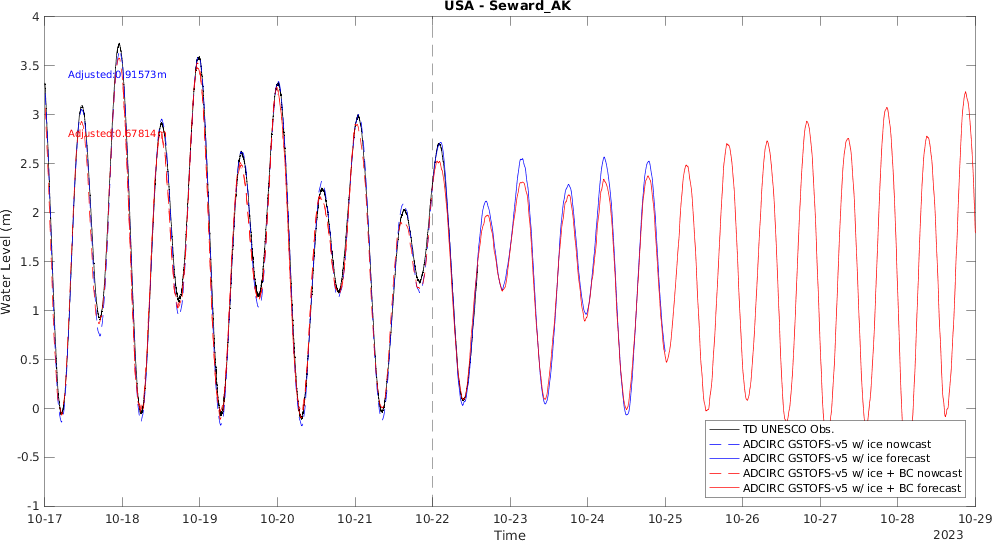 USA - Seward_AK
4
3.5
3
2.5
2
1.5
1
0.5
0
-0.5
-1
Water Level (m)
Adjusted:0.91573m
Adjusted:0.67814m
TD UNESCO Obs.
ADCIRC GSTOFS-v5 w/ ice nowcast
ADCIRC GSTOFS-v5 w/ ice forecast
ADCIRC GSTOFS-v5 w/ ice + BC nowcast
ADCIRC GSTOFS-v5 w/ ice + BC forecast
10-17 10-18 10-19 10-20 10-21 10-22 10-23 10-24 10-25 10-26 10-27 10-28 10-29
Time
2023